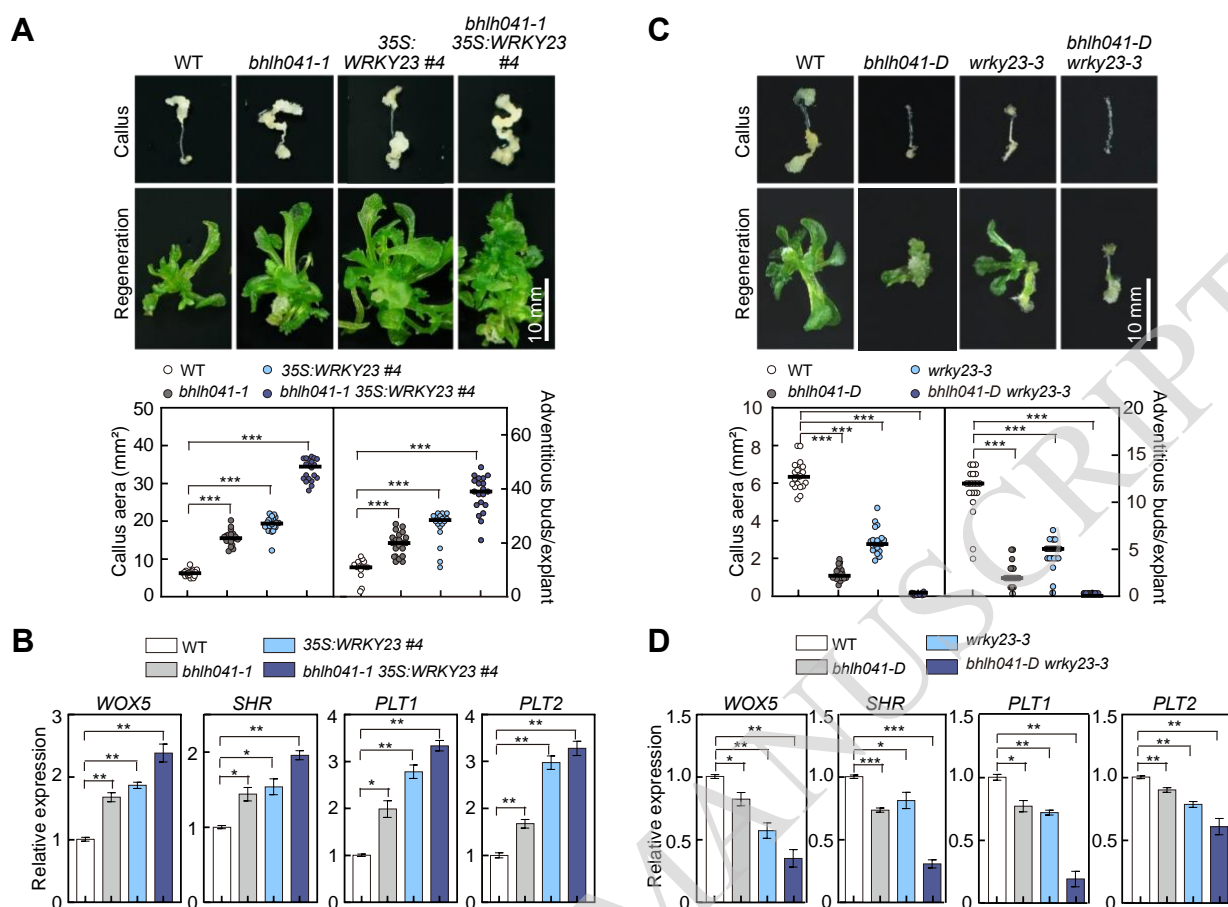 A
WT
bhlh041-1
35S:
WRKY23 #4
bhlh041-1
35S:WRKY23
#4
Callus
Regeneration
10 mm
WT
35S:WRKY23 #4
bhlh041-1
bhlh041-1 35S:WRKY23 #4
Callus aera (mm²)
50
40
30
20
10
0
***
***
***
***
***
***
60
40
20
0
Adventitious buds/explant
C
WT
bhlh041-D
wrky23-3
bhlh041-D
wrky23-3
Callus
Regeneration
10 mm
WT
wrky23-3
bhlh041-D
bhlh041-D wrky23-3
Callus aera (mm²)
10
8
6
4
2
0
***
***
***
***
***
***
20
15
10
5
0
Adventitious buds/explant
B
WT
35S:WRKY23 #4
bhlh041-1
bhlh041-1 35S:WRKY23 #4
Relative expression
WOX5
3
2
1
0
**
**
**
SHR
2
1
0
**
*
*
PLT1
4
3
2
1
0
**
**
*
PLT2
4
3
2
1
0
**
**
**
D
WT
wrky23-3
bhlh041-D
bhlh041-D wrky23-3
Relative expression
WOX5
1.5
1.0
0.5
0
**
**
*
SHR
1.5
1.0
0.5
0
***
*
***
PLT1
1.5
1.0
0.5
0
**
**
*
PLT2
1.5
1.0
0.5
0
**
**
**
MANUSCRIPT